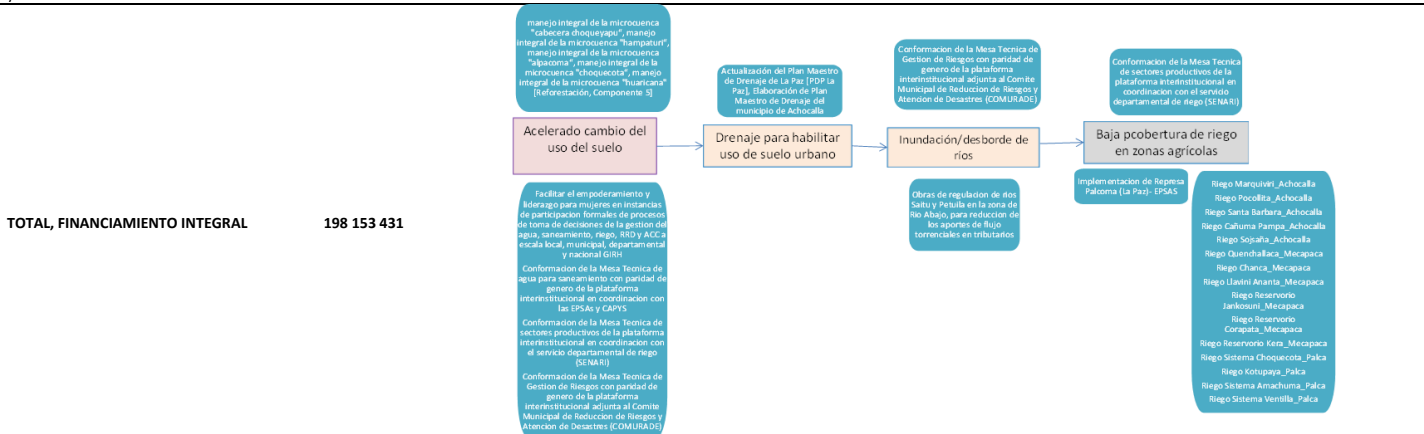 manejo integral de la microcuenca
"cabecera choqueyapu", manejo
integral de la microcuenca "hampaturi",
manejo integral de la microcuenca
"alpacoma", manejo integral de la
microcuenca "choquecota", manejo
integral de la microcuenca "huaricana"
[Reforestación, Componente 5]
Actualización del Plan Maestro
de Drenaje de La Paz [PDP La
Paz], Elaboración de Plan
Maestro de Drenaje del
municipio de Achocalla
Conformacion de la Mesa Tecnica de
Gestion de Riesgos con paridad de
genero de la plataforma
interinstitucional adjunta al Comite
Municipal de Reduccion de Riesgos y
Atencion de Desastres (COMURADE)
Conformacion de la Mesa Tecnica
de sectores productivos de la
plataforma interinstitucional en
coordinacion con el servicio
departamental de riego (SENARI)
Acelerado cambio del
uso del suelo
Drenaje para habilitar
uso de suelo urbano
Inundación/desborde de
ríos
Baja pcobertura de riego
en zonas agrícolas
TOTAL, FINANCIAMIENTO INTEGRAL 198 153 431
Facilitar el empoderamiento y
liderazgo para mujeres en instancias
de participacion formales de procesos
de toma de decisiones de la gestion del
agua, saneamiento, riego, RRD y ACC a
escala local, municipal, departamental
y nacional GIRH
Conformacion de la Mesa Tecnica de
agua para saneamiento con paridad de
genero de la plataforma
interinstitucional en coordinacion con
las EPSAs y CAPYS
Conformacion de la Mesa Tecnica de
sectores productivos de la plataforma
interinstitucional en coordinacion con
el servicio departamental de riego
(SENARI)
Conformacion de la Mesa Tecnica de
Gestion de Riesgos con paridad de
genero de la plataforma
interinstitucional adjunta al Comite
Municipal de Reduccion de Riesgos y
Atencion de Desastres (COMURADE)
Obras de regulacion de rios
Saitu y Petuila en la zona de
Rio Abajo, para reduccion de
los aportes de flujo
torrenciales en tributarios
Implementacion de Represa
Palcoma (La Paz)- EPSAS
Riego Marquiviri_Achocalla
Riego Pocollita_Achocalla
Riego Santa Barbara_Achocalla
Riego Cañuma Pampa_Achocalla
Riego Sojsaña_Achocalla
Riego Quenchallaca_Mecapaca
Riego Chanca_Mecapaca
Riego Llavini Ananta_Mecapaca
Riego Reservorio
Jankosuni_Mecapaca
Riego Reservorio
Corapata_Mecapaca
Riego Reservorio Kera_Mecapaca
Riego Sistema Choquecota_Palca
Riego Kotupaya_Palca
Riego Sistema Amachuma_Palca
Riego Sistema Ventilla_Palca